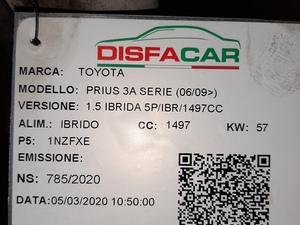 DISFACAR
MARCA: TOYOTA
MODELLO: PRIUS 3A SERIE (06/09>)
VERSIONE: 1.5 IBRIDA 5P/IBR/1497CC
ALIM.: IBRIDO CC: 1497 KW: 57
P5: 1NZFXE
EMISSIONE:
NS: 785/2020
DATA:05/03/2020 10:50:00